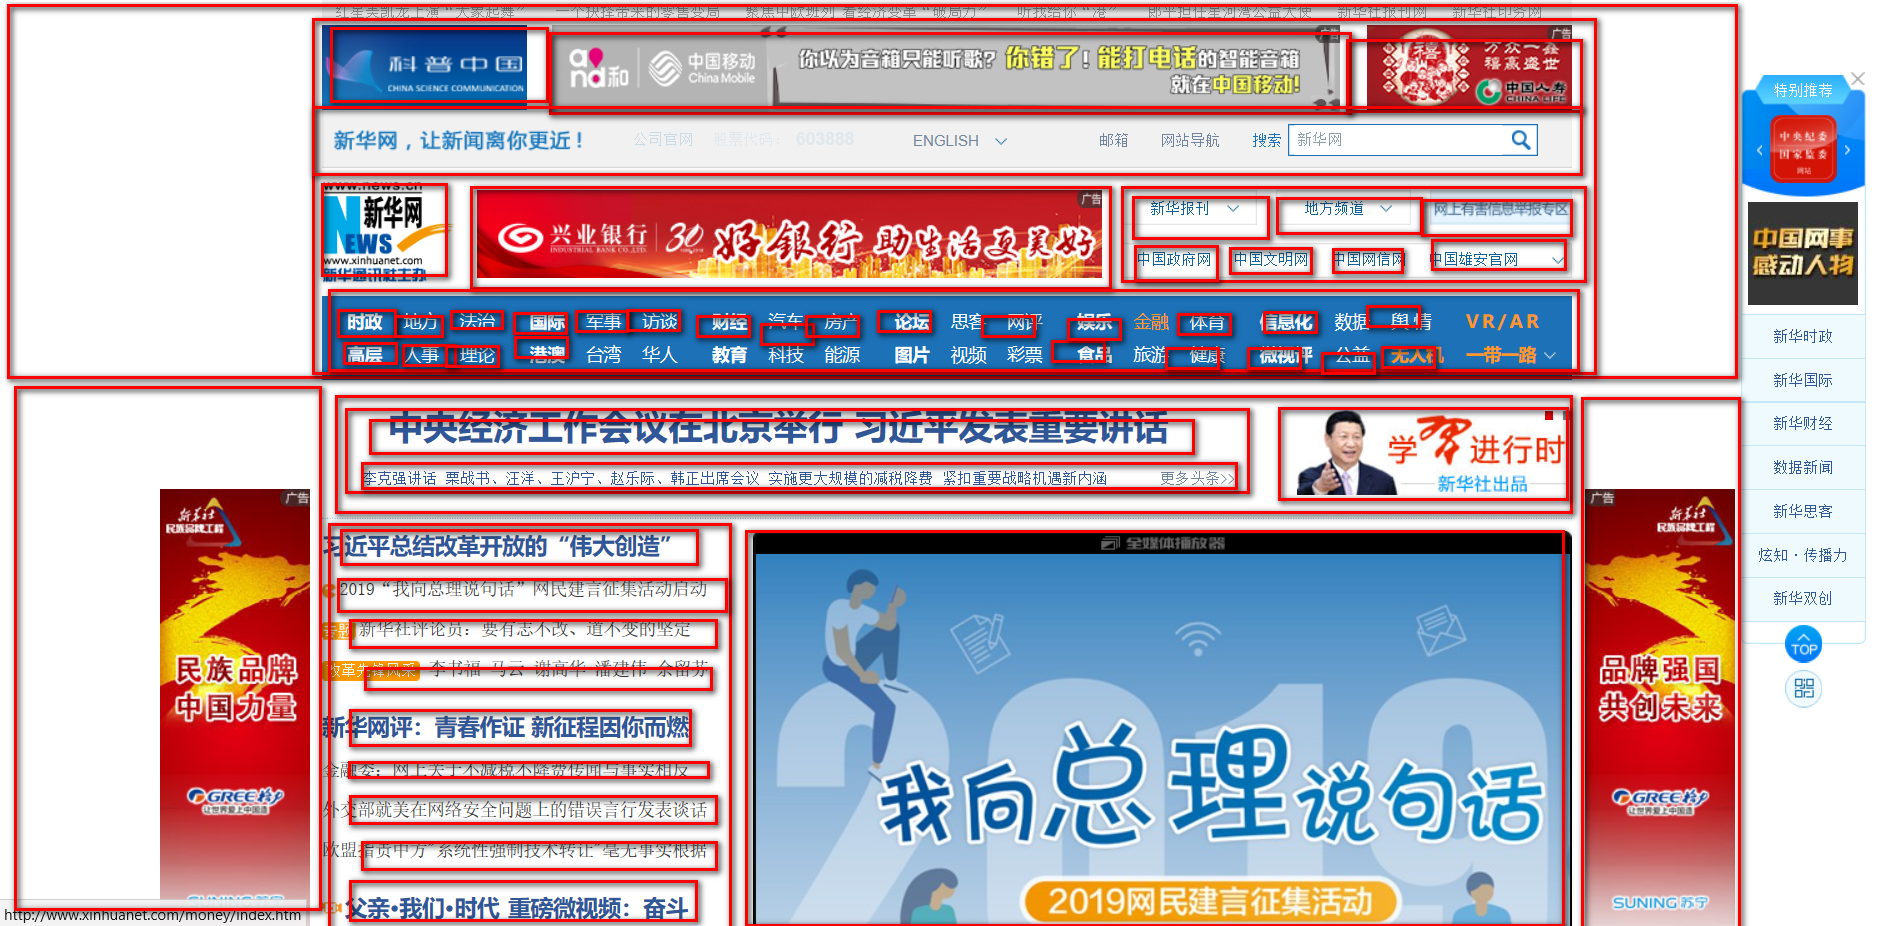 红星美凯龙上演“大家起舞” 一个抉择带来的零售变局 聚焦中欧班列 看经济变革“破局力” 听我给你“港” 郎平担任星河湾公益大使 新华社报刊网 新华社印务网
科普中国
CHINA SCIENCE COMMUNICATION
and和
中国移动
China Mobile
你以为音箱只能听歌？你错了！能打电话的智能音箱
就在中国移动！
广告
万众一鑫
禧赢盛世
中国人寿
CHINA LIFE
广告
新华网，让新闻离你更近！ 公司官网 股票代码： 603888 ENGLISH 邮箱 网站导航 搜索 新华网
www.news.cn
新华网
NEWS
www.xinhuanet.com
新华通讯社主办
兴业银行
INDUSTRIAL BANK CO.,LTD.
30
好银行 助生活更美好
广告
新华报刊 地方频道 网上有害信息举报专区
中国政府网 中国文明网 中国网信网 中国雄安官网
时政 地方 法治 国际 军事 访谈 财经 汽车 房产 论坛 思客 网评 娱乐 金融 体育 信息化 数据 舆情 VR/AR
高层 人事 理论 港澳 台湾 华人 教育 科技 能源 图片 视频 彩票 食品 旅游 健康 微视评 公益 无人机 一带一路
中央经济工作会议在北京举行 习近平发表重要讲话
李克强讲话 栗战书、汪洋、王沪宁、赵乐际、韩正出席会议 实施更大规模的减税降费 紧扣重要战略机遇新内涵 更多头条>>
学习进行时
新华社出品
习近平总结改革开放的“伟大创造”
2019“我向总理说句话”网民建言征集活动启动
专题 新华社评论员：要有志不改、道不变的坚定
改革先锋风采 李书福 马云 谢高华 潘建伟 余留芬
新华网评：青春作证 新征程因你而燃
金融委：网上关于不减税不降费传闻与事实相反
外交部就美在网络安全问题上的错误言行发表谈话
欧盟指责中方“系统性强制技术转让”毫无事实根据
父亲·我们·时代 重磅微视频：奋斗
全媒体播放器
2019
我向总理说句话
2019网民建言征集活动
广告
新华社
民族品牌工程
民族品牌
中国力量
GREE格力
让世界爱上中国造
SUNING 苏宁
http://www.xinhuanet.com/money/index.htm
广告
新华社
民族品牌工程
品牌强国
共创未来
GREE格力
让世界爱上中国造
SUNING 苏宁
特别推荐
中央纪委
国家监委
网站
中国网事
感动人物
新华时政
新华国际
新华财经
数据新闻
新华思客
炫知·传播力
新华双创
TOP